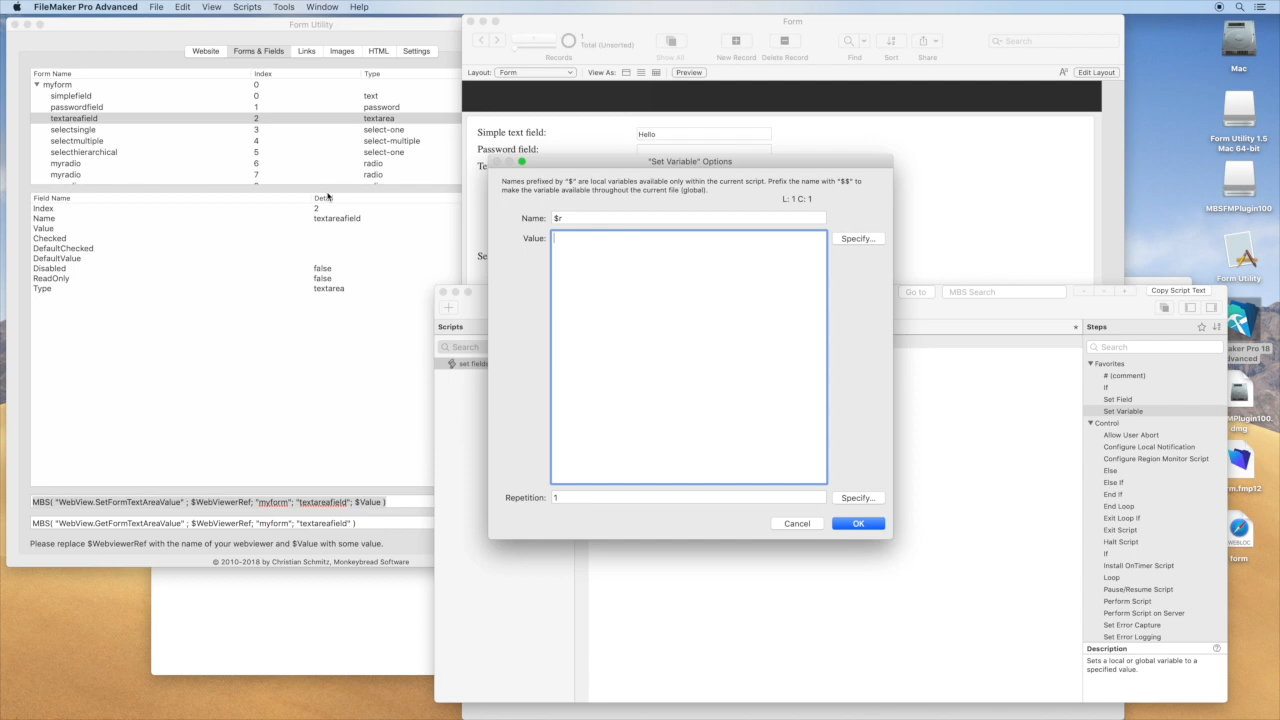 FileMaker Pro Advanced File Edit View Scripts Tools Window Help
Form Utility
Website Forms & Fields Links Images HTML Settings
Form Name Index Type
myform 0
simplefield 0 text
passwordfield 1 password
textareafield 2 textarea
selectsingle 3 select-one
selectmultiple 4 select-multiple
selecthierarchical 5 select-one
myradio 6 radio
myradio 7 radio
Field Name
Index 2
Name textareafield
Value
Checked
DefaultChecked
DefaultValue
Disabled false
ReadOnly false
Type textarea
MBS( "WebView.SetFormTextAreaValue" ; $WebViewerRef; "myform"; "textareafield"; $Value )
MBS( "WebView.GetFormTextAreaValue" ; $WebViewerRef; "myform"; "textareafield" )
Please replace $WebviewerRef with the name of your webviewer and $Value with some value.
© 2010-2018 by Christian Schmitz, Monkeybread Software
Form
1
1
Total (Unsorted)
Records
Show All
New Record
Delete Record
Find
Sort
Share
Search
Layout: Form View As: Preview Edit Layout
Simple text field: Hello
Password field:
Te
Se
"Set Variable" Options
Names prefixed by "$" are local variables available only within the current script. Prefix the name with "$$" to
make the variable available throughout the current file (global).
L: 1 C: 1
Name: $r
Value: Specify...
Repetition: 1 Specify...
Cancel OK
Go to MBS Search Copy Script Text
Scripts
Search
set fields
Steps
Search
Favorites
# (comment)
If
Set Field
Set Variable
Control
Allow User Abort
Configure Local Notification
Configure Region Monitor Script
Else
Else If
End If
End Loop
Exit Loop If
Exit Script
Halt Script
If
Install OnTimer Script
Loop
Pause/Resume Script
Perform Script
Perform Script on Server
Set Error Capture
Set Error Logging
Description
Sets a local or global variable to a
specified value.
Mac
Form Utility 1.5
Mac 64-bit
MBSFMPlugin100
Form Utility
aker Pro 18
dvanced
MPlugin100.
dmg
rm.fmp12
WEBLOC
form